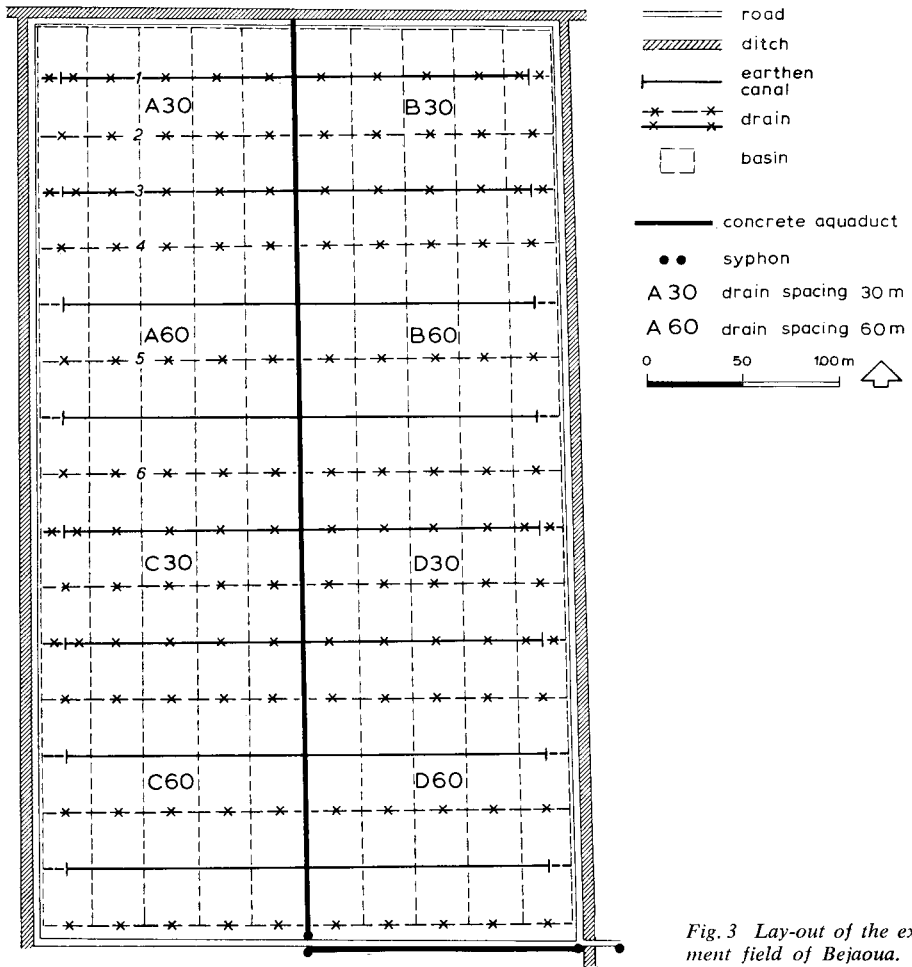 1
A30
B30
2
3
4
A60
B60
5
6
C30
D30
C60
D60
road
ditch
earthen
canal
drain
basin
concrete aquaduct
syphon
A 30 drain spacing 30 m
A 60 drain spacing 60 m
0 50 100 m
Fig. 3 Lay-out of the ex
ment field of Bejaoua.